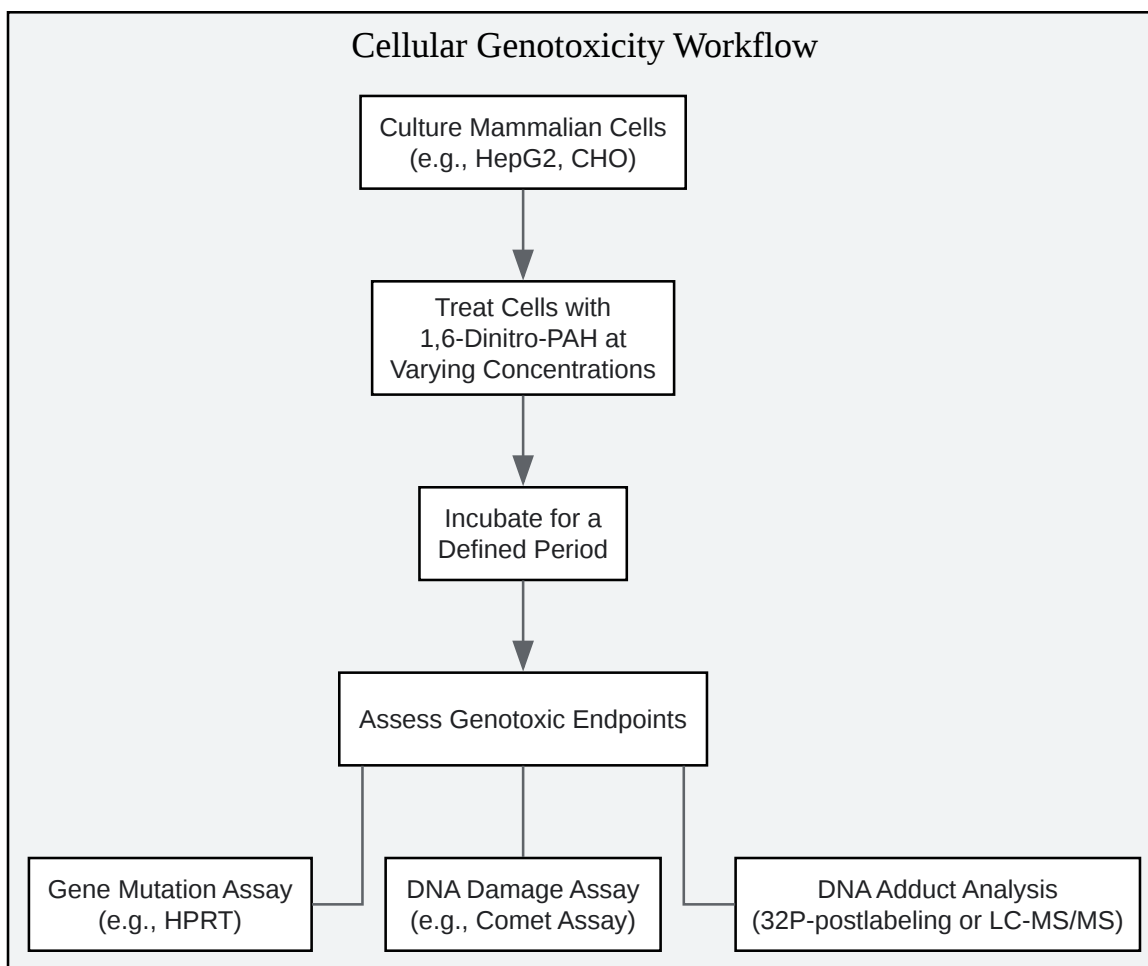 Cellular Genotoxicity Workflow
Culture Mammalian Cells
(e.g., HepG2, CHO)
Treat Cells with
1,6-Dinitro-PAH at
Varying Concentrations
Incubate for a
Defined Period
Assess Genotoxic Endpoints
Gene Mutation Assay
(e.g., HPRT)
DNA Damage Assay
(e.g., Comet Assay)
DNA Adduct Analysis
(32P-postlabeling or LC-MS/MS)